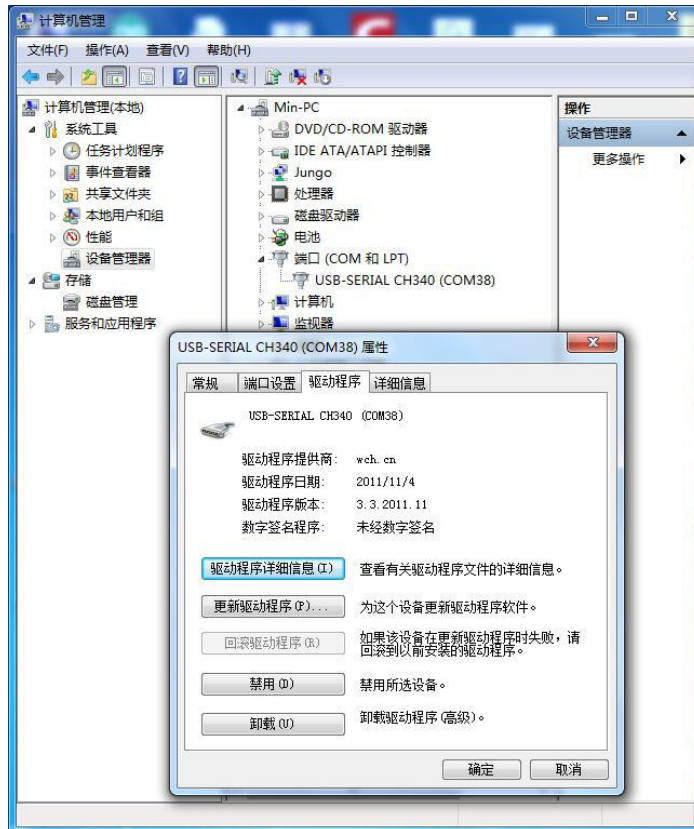 计算机管理
文件(F) 操作(A) 查看(V) 帮助(H)
计算机管理(本地)
系统工具
任务计划程序
事件查看器
共享文件夹
本地用户和组
性能
设备管理器
存储
磁盘管理
服务和应用程序
Min-PC
DVD/CD-ROM 驱动器
IDE ATA/ATAPI 控制器
Jungo
处理器
磁盘驱动器
电池
端口 (COM 和 LPT)
USB-SERIAL CH340 (COM38)
计算机
监视器
操作
设备管理器
更多操作
USB-SERIAL CH340 (COM38) 属性
常规 端口设置 驱动程序 详细信息
USB-SERIAL CH340 (COM38)
驱动程序提供商: wch.cn
驱动程序日期: 2011/11/4
驱动程序版本: 3.3.2011.11
数字签名程序: 未经数字签名
驱动程序详细信息(I) 查看有关驱动程序文件的详细信息。
更新驱动程序(P)... 为这个设备更新驱动程序软件。
回滚驱动程序(R) 如果该设备在更新驱动程序时失败，请
回滚到以前安装的驱动程序。
禁用(D) 禁用所选设备。
卸载(U) 卸载驱动程序(高级)。
确定 取消